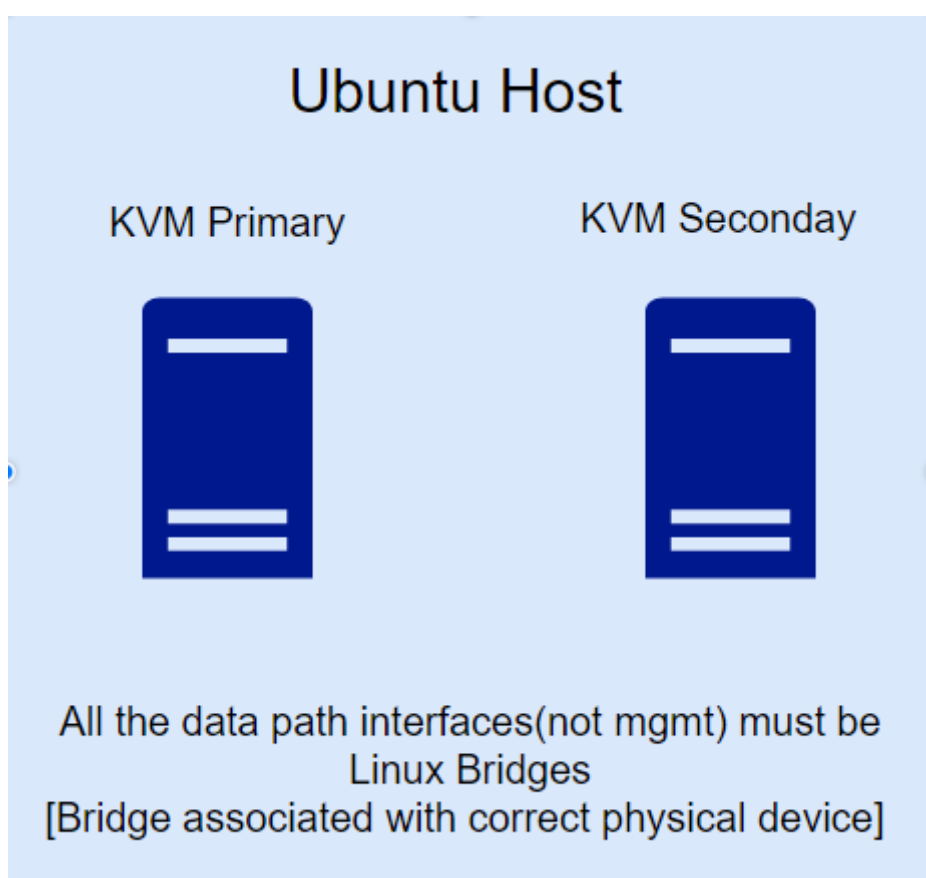 Ubuntu Host
KVM Primary
KVM Seconday
All the data path interfaces(not mgmt) must be
Linux Bridges
[Bridge associated with correct physical device]